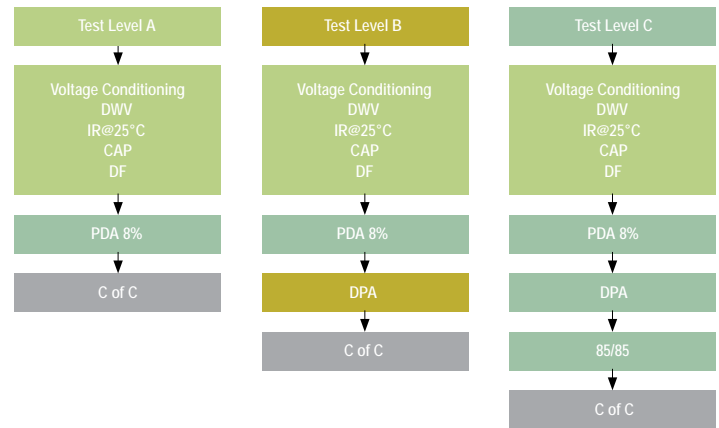 Test Level A
Voltage Conditioning
DWV
IR@25°C
CAP
DF
PDA 8%
C of C
Test Level B
Voltage Conditioning
DWV
IR@25°C
CAP
DF
PDA 8%
DPA
C of C
Test Level C
Voltage Conditioning
DWV
IR@25°C
CAP
DF
PDA 8%
DPA
85/85
C of C